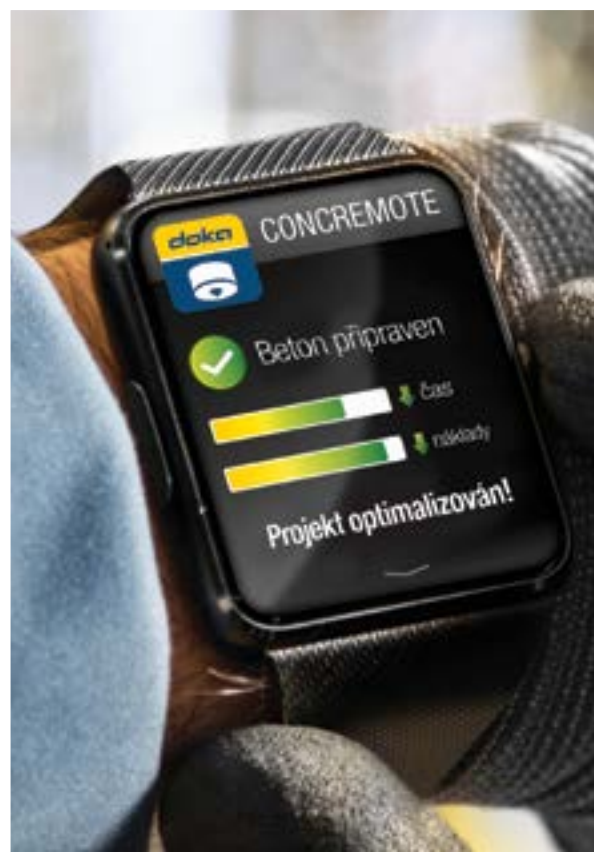 doka
CONCREMOTE
Beton připraven
čas
náklady
Projekt optimalizován!